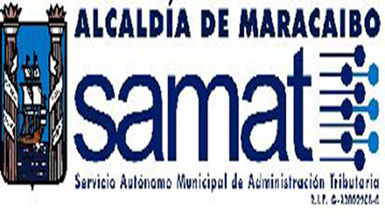 ALCALDÍA DE MARACAIBO
samat
Servicio Autónomo Municipal de Administración Tributaria
R.I.F.